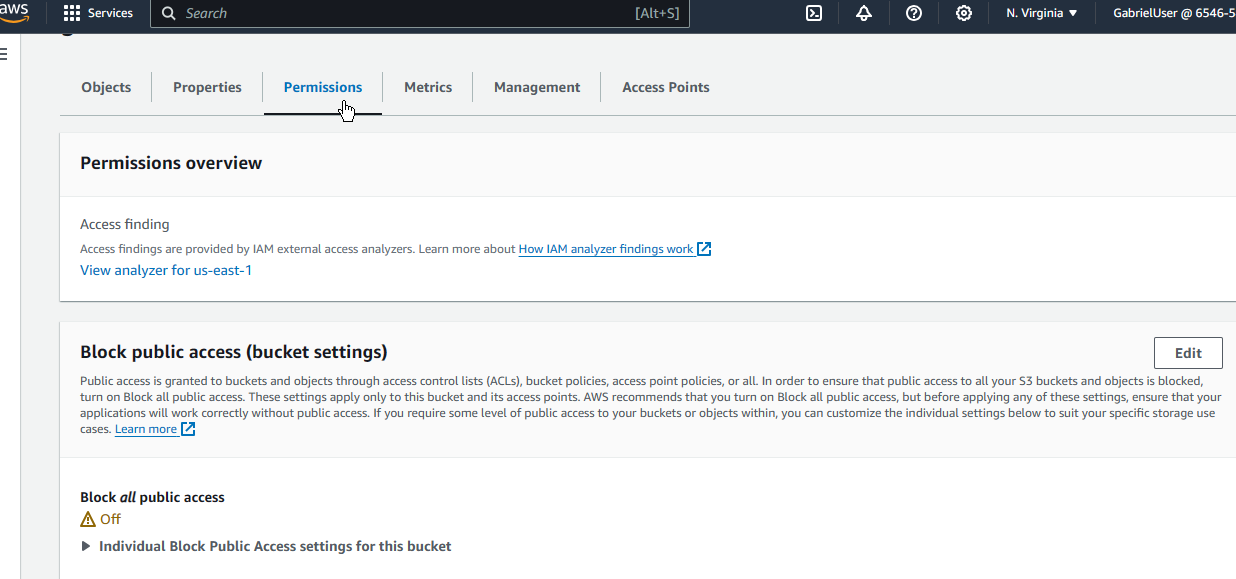 aws
Services
Search
[Alt+S]
N. Virginia
GabrielUser @ 6546-5
Objects
Properties
Permissions
Metrics
Management
Access Points
Permissions overview
Access finding
Access findings are provided by IAM external access analyzers. Learn more about How IAM analyzer findings work
View analyzer for us-east-1
Block public access (bucket settings)
Edit
Public access is granted to buckets and objects through access control lists (ACLs), bucket policies, access point policies, or all. In order to ensure that public access to all your S3 buckets and objects is blocked,
turn on Block all public access. These settings apply only to this bucket and its access points. AWS recommends that you turn on Block all public access, but before applying any of these settings, ensure that your
applications will work correctly without public access. If you require some level of public access to your buckets or objects within, you can customize the individual settings below to suit your specific storage use
cases. Learn more
Block all public access
Off
Individual Block Public Access settings for this bucket